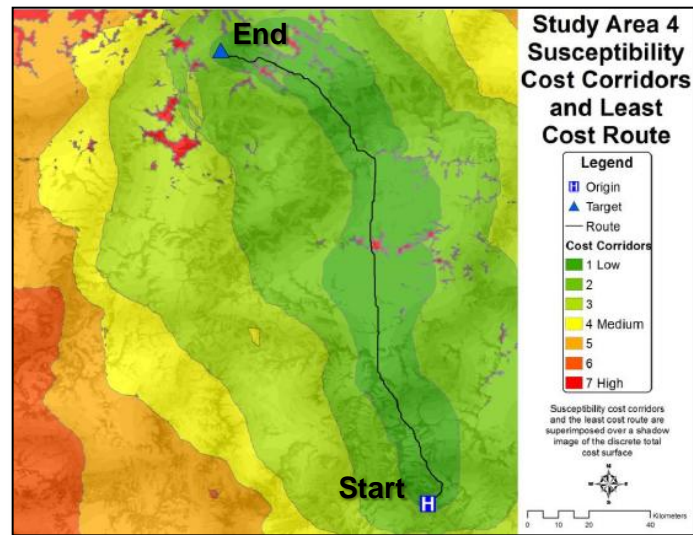 End
Start
H
Study Area 4
Susceptibility
Cost Corridors
and Least
Cost Route
Legend
H Origin
Target
Route
Cost Corridors
1 Low
2
3
4 Medium
5
6
7 High
Susceptibility cost corridors
and the least cost route are
superimposed over a shadow
image of the discrete total
cost surface
N
W E
S
Kilometers
0 5 10 20 30 40